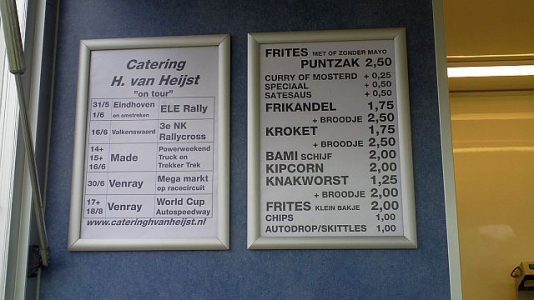 Catering
H. van Heijst
"on tour"
31/5 Eindhoven ELE Rally
1/6 en omstreken
16/6 Valkenswaard 3e NK Rallycross
14+ 15+ 16/6 Made Powerweekend Truck en Trekker Trek
30/6 Venray Mega markt op racecircuit
17+ 18/8 Venray World Cup Autospeedway
www.cateringhvanheijst.nl
FRITES MET OF ZONDER MAYO
PUNTZAK 2,50
CURRY OF MOSTERD + 0,25
SPECIAAL + 0,50
SATESAUS + 0,50
FRIKANDEL 1,75
+ BROODJE 2,50
KROKET 1,75
+ BROODJE 2,50
BAMI SCHIJF 2,00
KIPCORN 2,00
KNAKWORST 1,25
+ BROODJE 2,00
FRITES KLEIN BAKJE 2,00
CHIPS 1,00
AUTODROP/SKITTLES 1,00